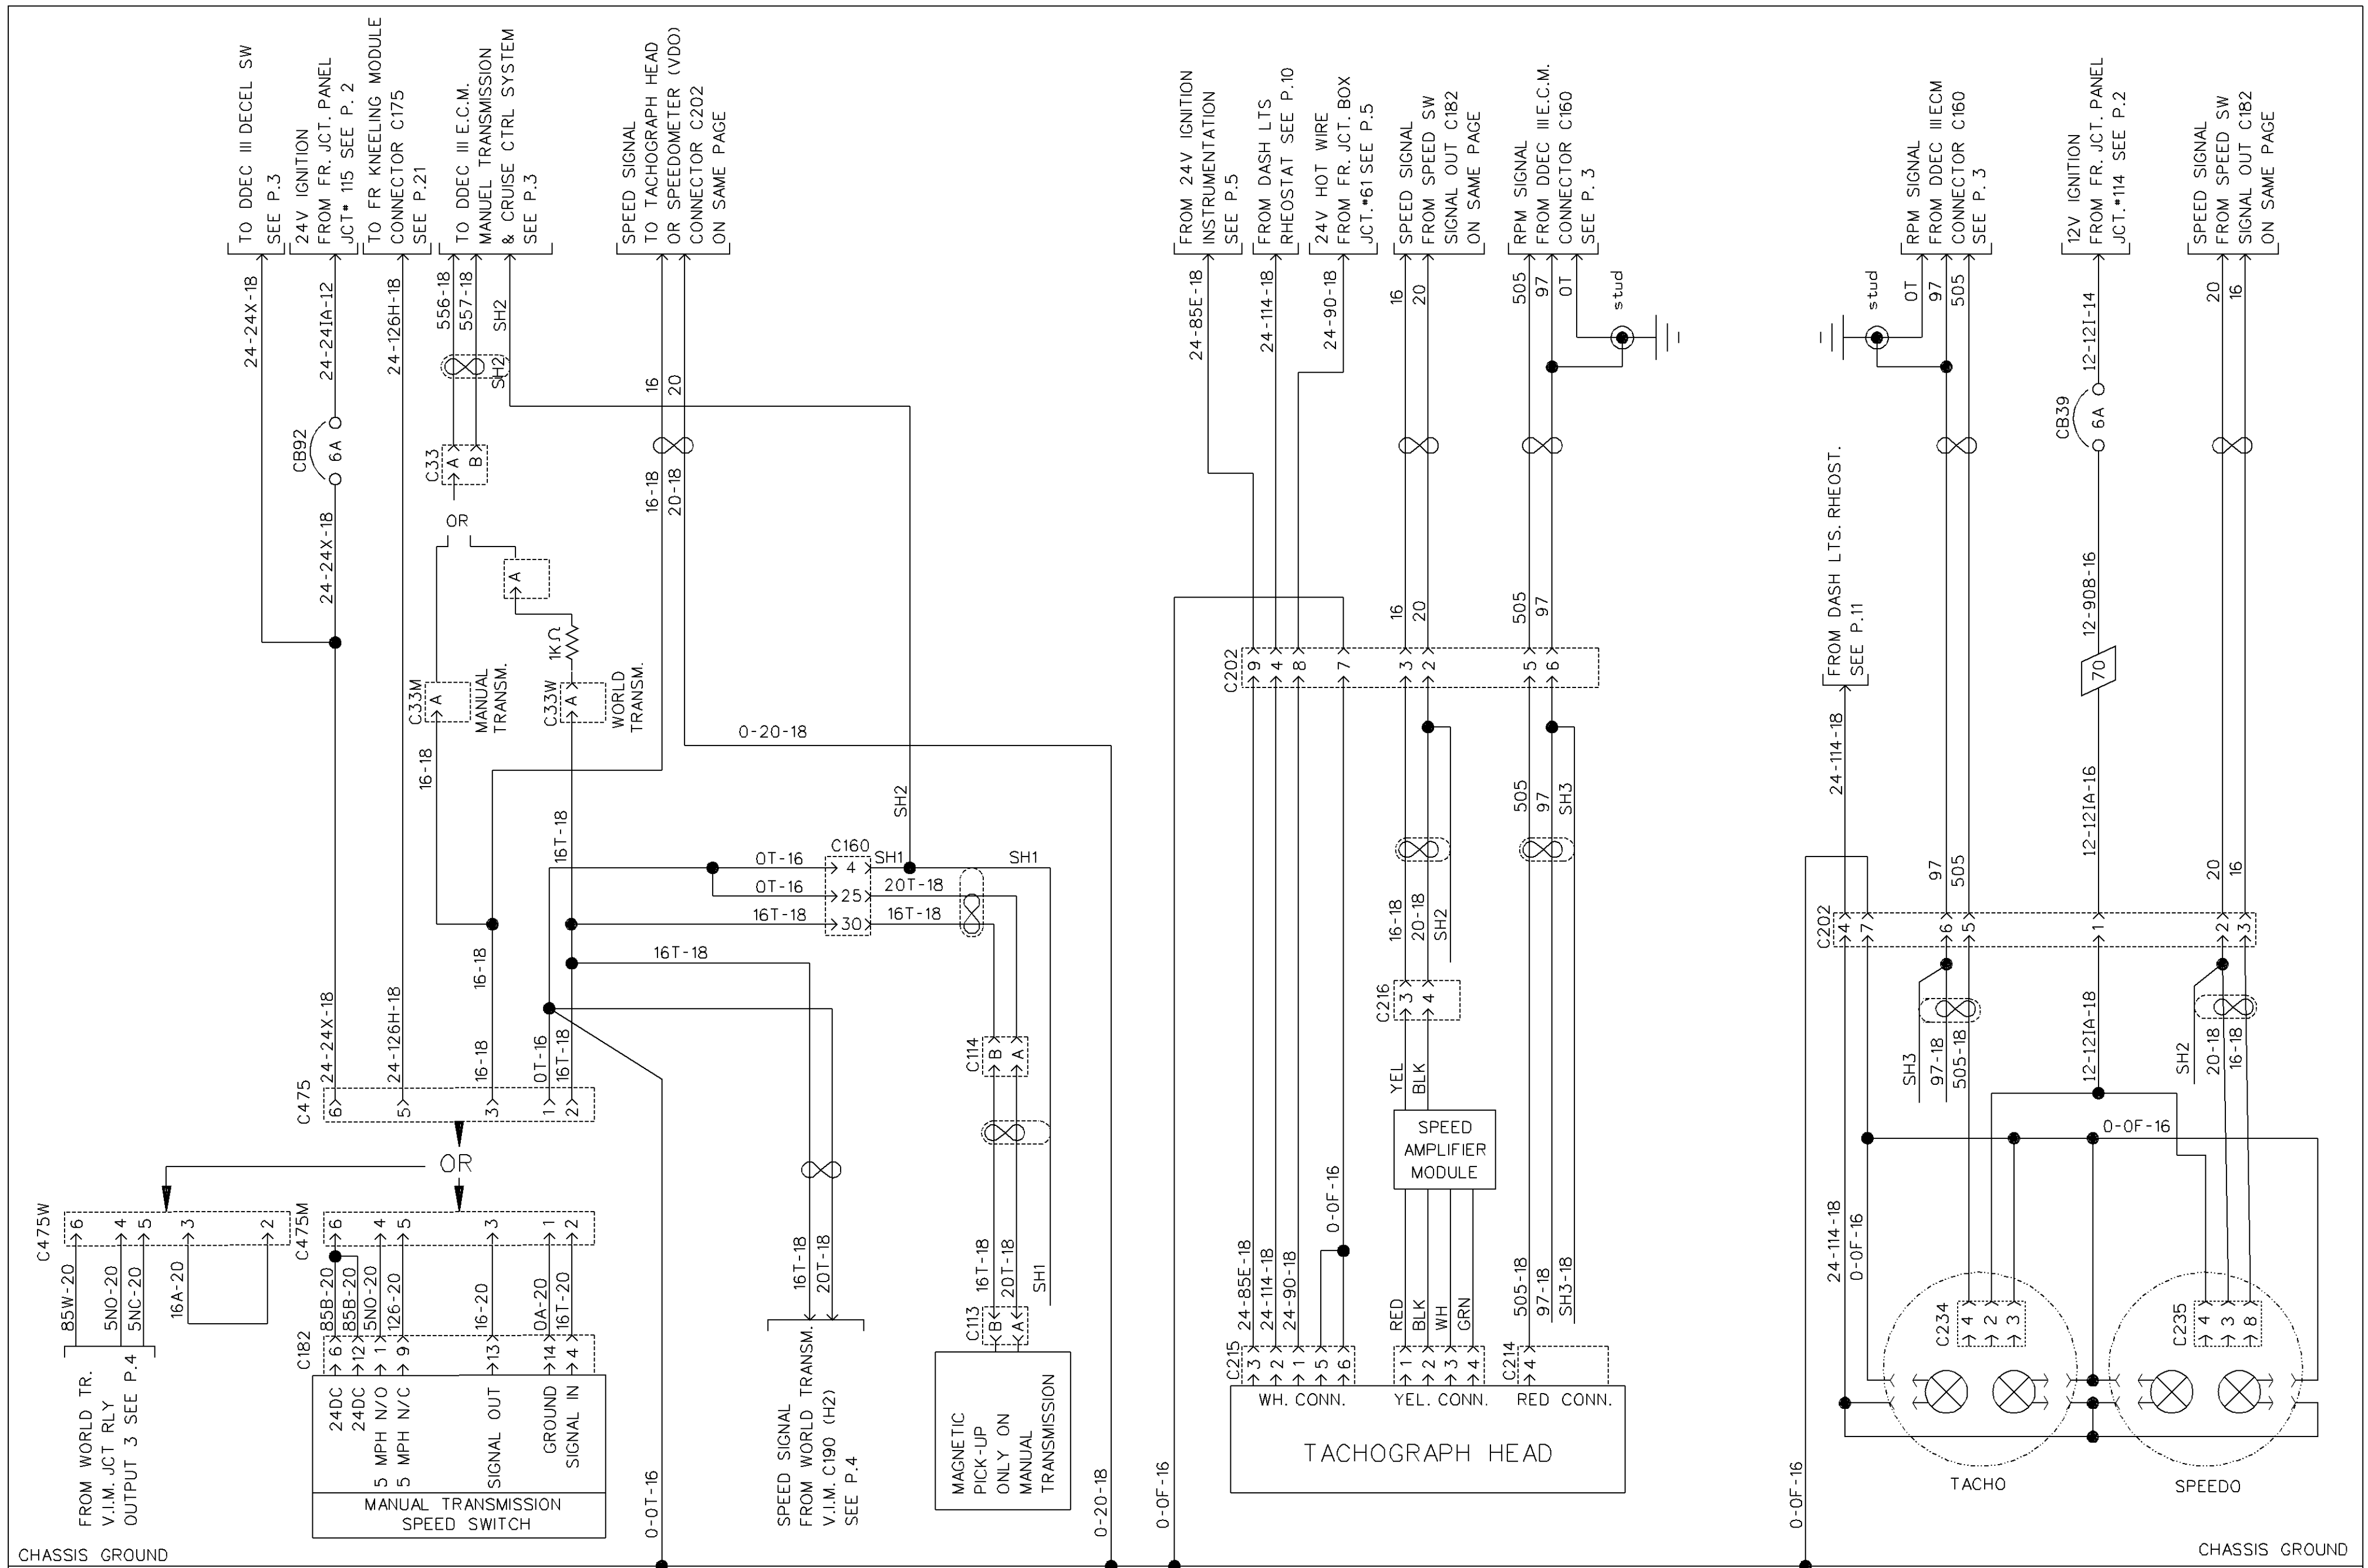 TO DDEC III DECEL SW
SEE P.3
24V IGNITION
FROM FR. JCT. PANEL
JCT# 115 SEE P. 2
TO FR KNEELING MODULE
CONNECTOR C175
SEE P.21
TO DDEC III E.C.M.
MANUEL TRANSMISSION
& CRUISE CTRL SYSTEM
SEE P.3
SPEED SIGNAL
TO TACHOGRAPH HEAD
OR SPEEDOMETER (VDO)
CONNECTOR C202
ON SAME PAGE
FROM 24V IGNITION
INSTRUMENTATION
SEE P.5
FROM DASH LTS
RHEOSTAT SEE P.10
24V HOT WIRE
FROM FR. JCT. BOX
JCT.#61 SEE P.5
SPEED SIGNAL
FROM SPEED SW
SIGNAL OUT C182
ON SAME PAGE
RPM SIGNAL
FROM DDEC III E.C.M.
CONNECTOR C160
SEE P. 3
RPM SIGNAL
FROM DDEC III ECM
CONNECTOR C160
SEE P. 3
12V IGNITION
FROM FR. JCT. PANEL
JCT.#114 SEE P.2
SPEED SIGNAL
FROM SPEED SW
SIGNAL OUT C182
ON SAME PAGE
24-24X-18
24-24IA-12
24-126H-18
556-18
557-18
SH2
SH2
16
20
24-85E-18
24-114-18
24-90-18
16
20
505
97
OT
stud
stud
OT
97
505
12-12I-14
20
16
CB92
6A
C33
A
B
OR
16-18
20-18
CB39
6A
24-24X-18
A
1KΩ
C33M
A
MANUAL
TRANSM.
C33W
A
WORLD
TRANSM.
16-18
0-20-18
16
20
505
97
C202
9
4
8
7
3
2
5
6
FROM DASH LTS. RHEOST.
SEE P.11
12-908-16
70
24-114-18
12-12IA-16
16T-18
SH2
505
97
SH3
C160
0T-16
4
SH1
SH1
0T-16
25
20T-18
16T-18
30
16T-18
16T-18
16-18
97
505
20
16
C202
4
7
6
5
1
2
3
16-18
20-18
SH2
C216
3
4
YEL
BLK
SPEED
AMPLIFIER
MODULE
SH3
97-18
505-18
12-12IA-18
SH2
20-18
16-18
0-0F-16
24-24X-18
24-126H-18
16-18
0T-16
16T-18
C475
6
5
3
1
2
C114
B
A
OR
C475W
6
4
5
3
2
C475M
6
4
5
3
1
2
85W-20
5NO-20
5NC-20
16A-20
85B-20
85B-20
5NO-20
126-20
16-20
0A-20
16T-20
C182
6
12
1
9
13
14
4
24DC
24DC
5 MPH N/O
5 MPH N/C
SIGNAL OUT
GROUND
SIGNAL IN
MANUAL TRANSMISSION
SPEED SWITCH
FROM WORLD TR.
V.I.M. JCT RLY
OUTPUT 3 SEE P.4
16T-18
20T-18
SPEED SIGNAL
FROM WORLD TRANSM.
V.I.M. C190 (H2)
SEE P.4
16T-18
20T-18
SH1
C113
B
A
MAGNETIC
PICK-UP
ONLY ON
MANUAL
TRANSMISSION
0-0T-16
0-20-18
0-0F-16
24-85E-18
24-114-18
24-90-18
0-0F-16
RED
BLK
WH
GRN
505-18
97-18
SH3-18
C215
3
2
1
5
6
1
2
3
4
C214
4
WH. CONN.
YEL. CONN.
RED CONN.
TACHOGRAPH HEAD
24-114-18
0-0F-16
0-0F-16
C234
4
2
3
C235
4
3
8
TACHO
SPEEDO
CHASSIS GROUND
CHASSIS GROUND